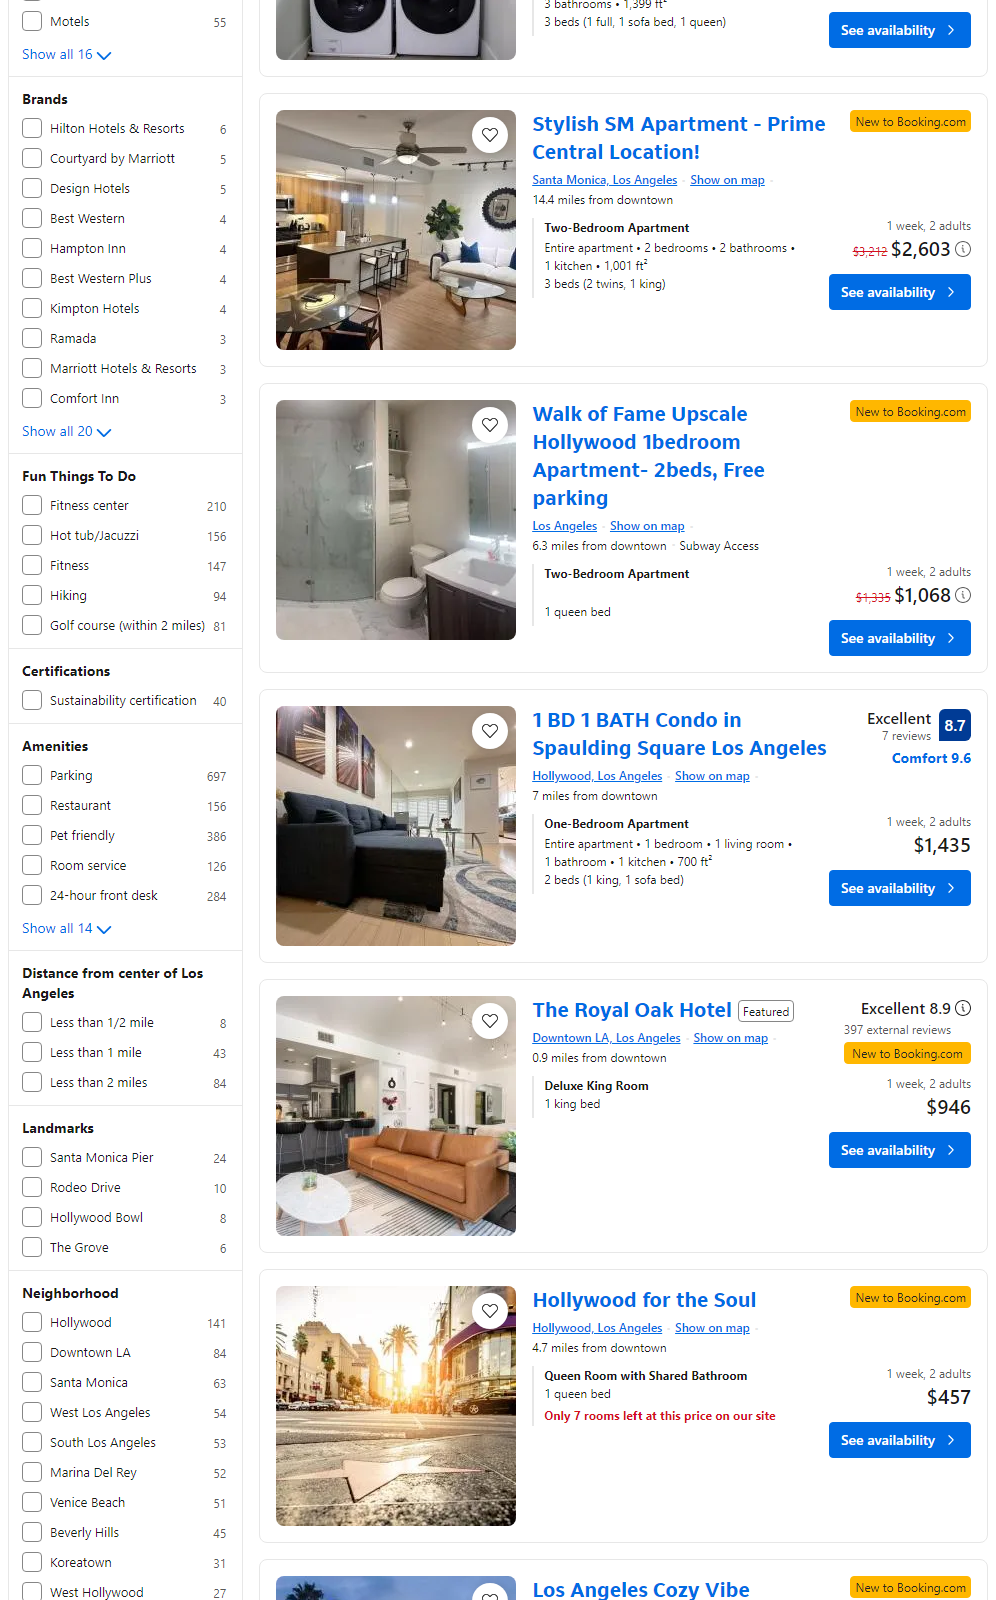 Motels 55
Show all 16
Brands
Hilton Hotels & Resorts 6
Courtyard by Marriott 5
Design Hotels 5
Best Western 4
Hampton Inn 4
Best Western Plus 4
Kimpton Hotels 4
Ramada 3
Marriott Hotels & Resorts 3
Comfort Inn 3
Show all 20
Fun Things To Do
Fitness center 210
Hot tub/Jacuzzi 156
Fitness 147
Hiking 94
Golf course (within 2 miles) 81
Certifications
Sustainability certification 40
Amenities
Parking 697
Restaurant 156
Pet friendly 386
Room service 126
24-hour front desk 284
Show all 14
Distance from center of Los
Angeles
Less than 1/2 mile 8
Less than 1 mile 43
Less than 2 miles 84
Landmarks
Santa Monica Pier 24
Rodeo Drive 10
Hollywood Bowl 8
The Grove 6
Neighborhood
Hollywood 141
Downtown LA 84
Santa Monica 63
West Los Angeles 54
South Los Angeles 53
Marina Del Rey 52
Venice Beach 51
Beverly Hills 45
Koreatown 31
West Hollywood 27
3 bathrooms • 1,399 ft²
3 beds (1 full, 1 sofa bed, 1 queen)
See availability
Stylish SM Apartment - Prime
Central Location!
New to Booking.com
Santa Monica, Los Angeles · Show on map ·
14.4 miles from downtown
Two-Bedroom Apartment
Entire apartment • 2 bedrooms • 2 bathrooms •
1 kitchen • 1,001 ft²
3 beds (2 twins, 1 king)
1 week, 2 adults
$3,212 $2,603
See availability
Walk of Fame Upscale
Hollywood 1bedroom
Apartment- 2beds, Free
parking
New to Booking.com
Los Angeles · Show on map ·
6.3 miles from downtown · Subway Access
Two-Bedroom Apartment
1 queen bed
1 week, 2 adults
$1,335 $1,068
See availability
1 BD 1 BATH Condo in
Spaulding Square Los Angeles
Excellent 8.7
7 reviews
Comfort 9.6
Hollywood, Los Angeles · Show on map ·
7 miles from downtown
One-Bedroom Apartment
Entire apartment • 1 bedroom • 1 living room •
1 bathroom • 1 kitchen • 700 ft²
2 beds (1 king, 1 sofa bed)
1 week, 2 adults
$1,435
See availability
The Royal Oak Hotel Featured
Excellent 8.9
397 external reviews
New to Booking.com
Downtown LA, Los Angeles · Show on map ·
0.9 miles from downtown
Deluxe King Room
1 king bed
1 week, 2 adults
$946
See availability
Hollywood for the Soul
New to Booking.com
Hollywood, Los Angeles · Show on map ·
4.7 miles from downtown
Queen Room with Shared Bathroom
1 queen bed
Only 7 rooms left at this price on our site
1 week, 2 adults
$457
See availability
Los Angeles Cozy Vibe
New to Booking.com